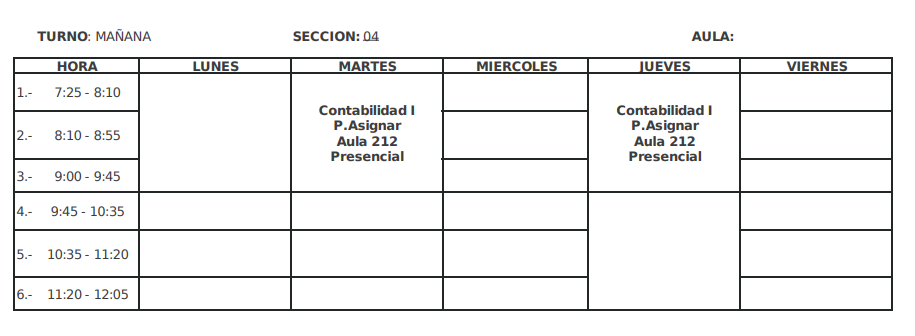 TURNO: MAÑANA SECCION: 04 AULA:
HORA LUNES MARTES MIERCOLES JUEVES VIERNES
1.- 7:25 - 8:10
Contabilidad I
P.Asignar
Aula 212
Presencial
Contabilidad I
P.Asignar
Aula 212
Presencial
2.- 8:10 - 8:55
3.- 9:00 - 9:45
4.- 9:45 - 10:35
5.- 10:35 - 11:20
6.- 11:20 - 12:05